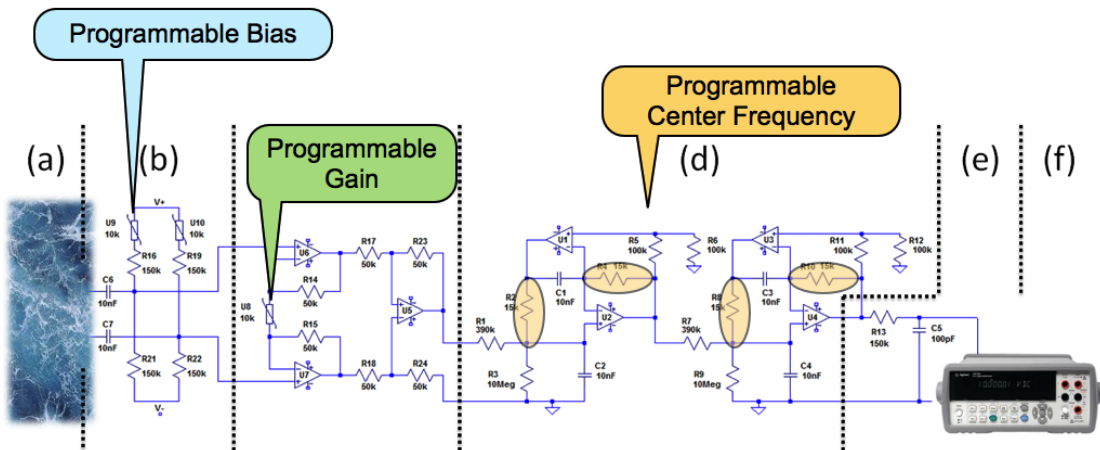 Programmable Bias
Programmable
Center Frequency
Programmable
Gain
(a)
(b)
(d)
(e)
(f)
V+
U9
10k
U10
10k
R16
150k
R19
150k
C6
10nF
C7
10nF
R21
150k
R22
150k
V-
U6
R14
50k
U8
10k
R15
50k
U7
R17
50k
R23
50k
U5
R18
50k
R24
50k
R1
390k
U1
R5
100k
R6
100k
C1
10nF
R4 15k
R2
15k
U2
R3
10Meg
C2
10nF
R7
390k
U3
R11
100k
R12
100k
C3
10nF
R10 15k
R8
15k
U4
R9
10Meg
C4
10nF
R13
150k
C5
100pF